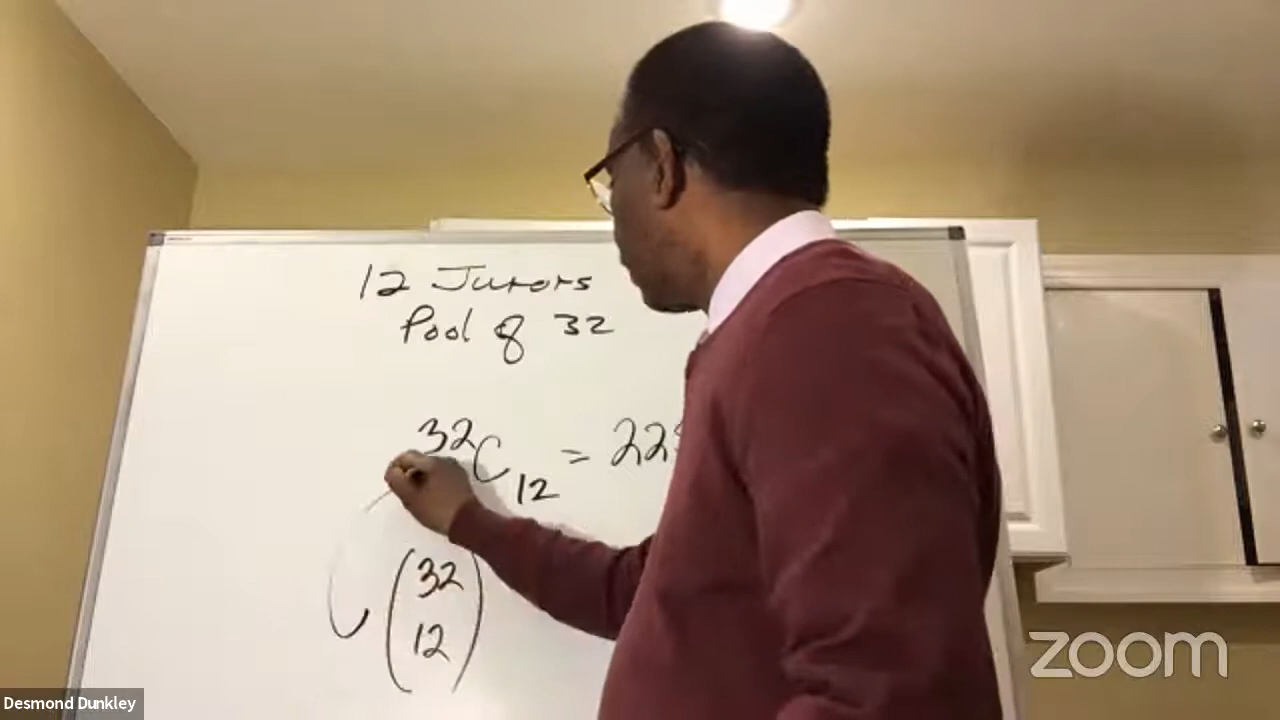 12 Jurors
Pool of 32
32C12 = 22
(32
12)
zoom
Desmond Dunkley